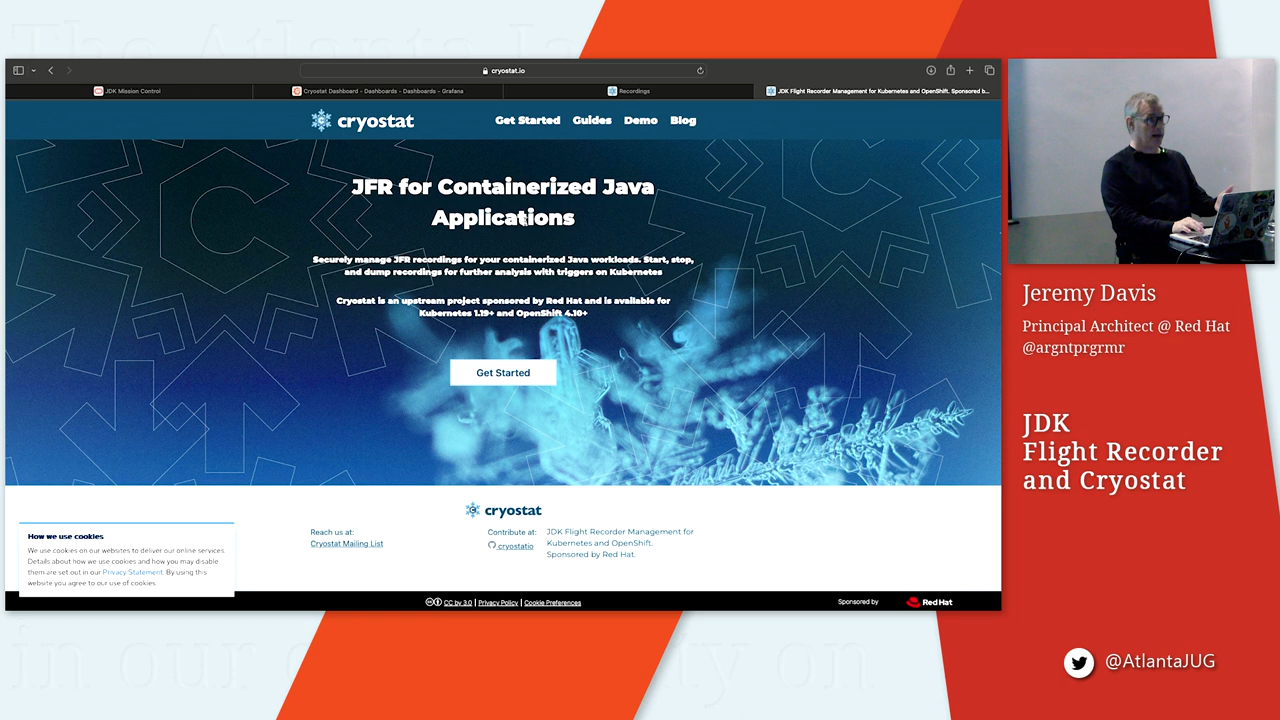 cryostat.io
JDK Mission Control
Cryostat Dashboard - Dashboards - Dashboards - Grafana
Recordings
JDK Flight Recorder Management for Kubernetes and OpenShift. Sponsored b...
cryostat
Get Started
Guides
Demo
Blog
JFR for Containerized Java
Applications
Securely manage JFR recordings for your containerized Java workloads. Start, stop,
and dump recordings for further analysis with triggers on Kubernetes
Cryostat is an upstream project sponsored by Red Hat and is available for
Kubernetes 1.19+ and OpenShift 4.10+
Get Started
cryostat
Reach us at:
Cryostat Mailing List
Contribute at:
cryostatio
JDK Flight Recorder Management for
Kubernetes and OpenShift.
Sponsored by Red Hat.
How we use cookies
We use cookies on our websites to deliver our online services.
Details about how we use cookies and how you may disable
them are set out in our Privacy Statement. By using this
website you agree to our use of cookies.
CC by 3.0 | Privacy Policy | Cookie Preferences
Sponsored by
Red Hat
Jeremy Davis
Principal Architect @ Red Hat
@argntprgrmr
JDK
Flight Recorder
and Cryostat
@AtlantaJUG